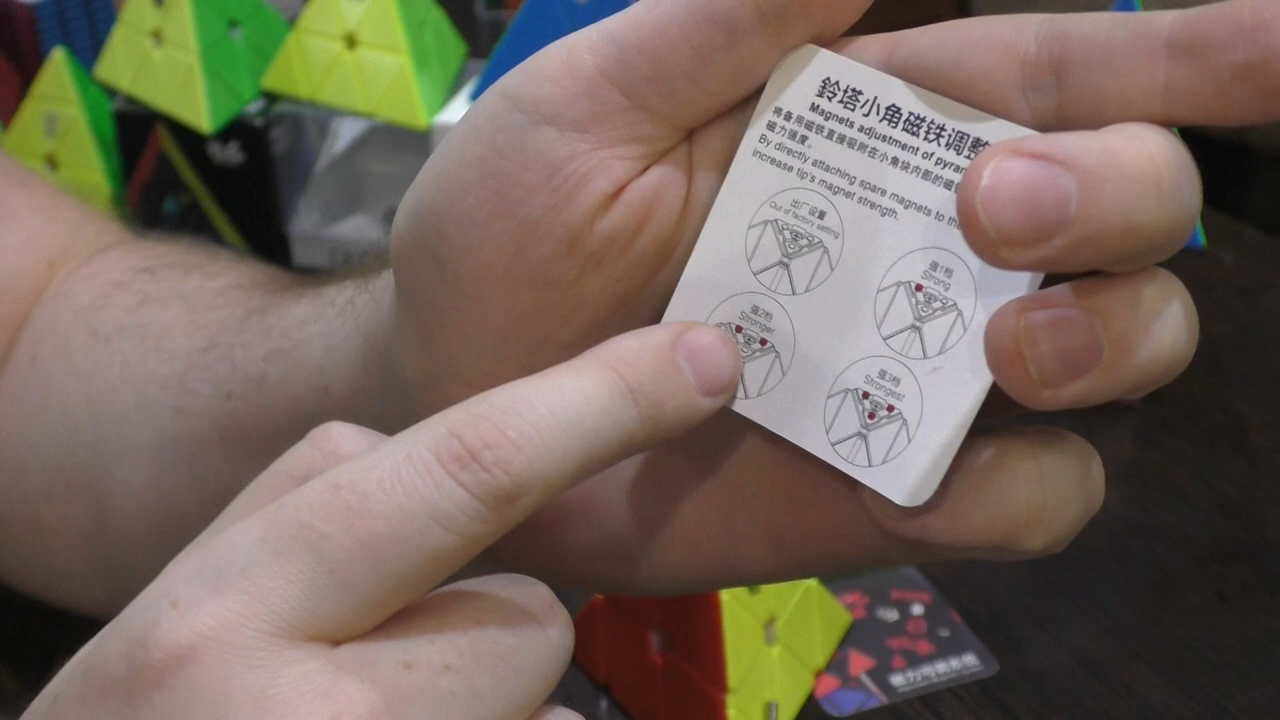 鈴塔小角磁铁调整
Magnets adjustment of pyram
将备用磁铁直接吸附在小角块内部的磁
磁力强度。
By directly attaching spare magnets to the
increase tip's magnet strength.
出厂设置
Out of factory setting
强1档
Strong
强2档
Stronger
强3档
Strongest